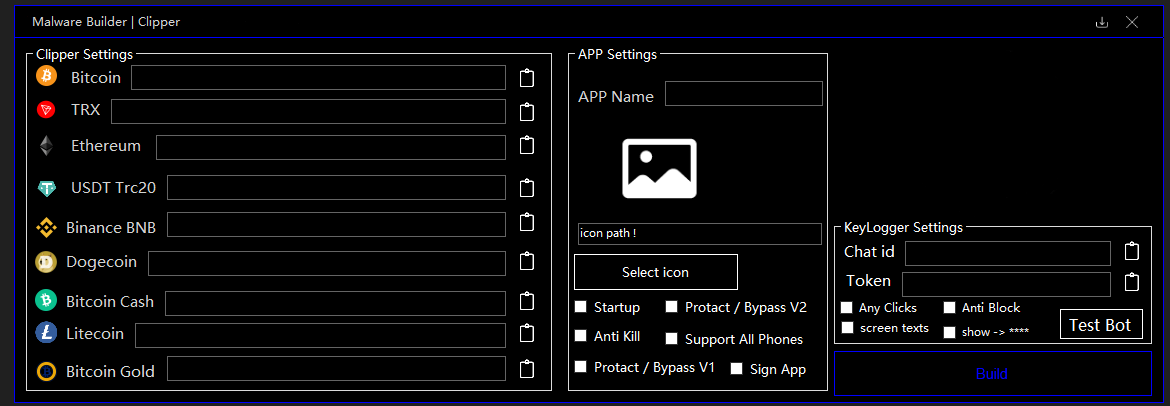 Malware Builder | Clipper
Clipper Settings
Bitcoin
TRX
Ethereum
USDT Trc20
Binance BNB
Dogecoin
Bitcoin Cash
Litecoin
Bitcoin Gold
APP Settings
APP Name
icon path !
Select icon
Startup
Protact / Bypass V2
Anti Kill
Support All Phones
Protact / Bypass V1
Sign App
KeyLogger Settings
Chat id
Token
Any Clicks
Anti Block
screen texts
show -> ****
Test Bot
Build